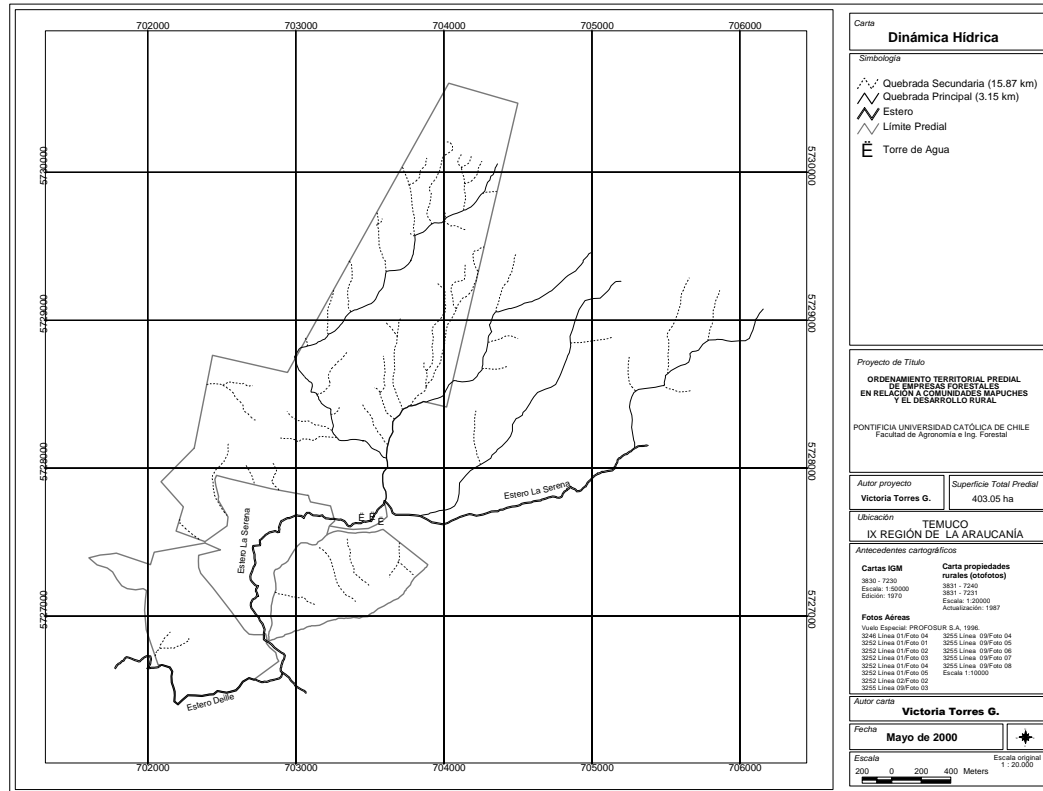 702000 703000 704000 705000 706000
5730000
5729000
5728000
5727000
5730000
5729000
5728000
5727000
Estero La Serena
Estero La Serena
Estero Deille
Ë Ë Ë
702000 703000 704000 705000 706000
Carta
Dinámica Hídrica
Simbología
Quebrada Secundaria (15.87 km)
Quebrada Principal (3.15 km)
Estero
Límite Predial
Ë Torre de Agua
Proyecto de Título
ORDENAMIENTO TERRITORIAL PREDIAL
DE EMPRESAS FORESTALES
EN RELACIÓN A COMUNIDADES MAPUCHES
Y EL DESARROLLO RURAL
PONTIFICIA UNIVERSIDAD CATÓLICA DE CHILE
Facultad de Agronomía e Ing. Forestal
Autor proyecto
Victoria Torres G.
Superficie Total Predial
403.05 ha
Ubicación
TEMUCO
IX REGIÓN DE LA ARAUCANÍA
Antecedentes cartográficos
Cartas IGM
3830 - 7230
Escala: 1:50000
Edición: 1970
Carta propiedades
rurales (otofotos)
3831 - 7240
3831 - 7231
Escala: 1:20000
Actualización: 1987
Fotos Aéreas
Vuelo Especial: PROFOSUR S.A, 1996.
3246 Línea 01/Foto 04
3252 Línea 01/Foto 01
3252 Línea 01/Foto 02
3252 Línea 01/Foto 03
3252 Línea 01/Foto 04
3252 Línea 01/Foto 05
3252 Línea 02/Foto 02
3255 Línea 09/Foto 03
3255 Línea 09/Foto 04
3255 Línea 09/Foto 05
3255 Línea 09/Foto 06
3255 Línea 09/Foto 07
3255 Línea 09/Foto 08
Escala 1:10000
Autor carta
Victoria Torres G.
Fecha
Mayo de 2000
Escala
200 0 200 400 Meters
Escala original
1 : 20.000